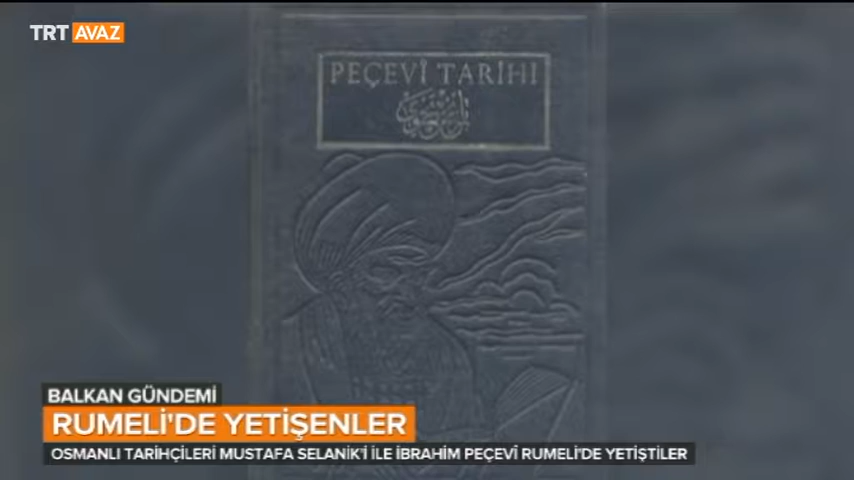 TRT AVAZ
PEÇEVÎ TARİHİ
BALKAN GÜNDEMİ
RUMELİ'DE YETİŞENLER
OSMANLI TARİHÇİLERİ MUSTAFA SELANİK'İ İLE İBRAHİM PEÇEVİ RUMELİ'DE YETİŞTİLER